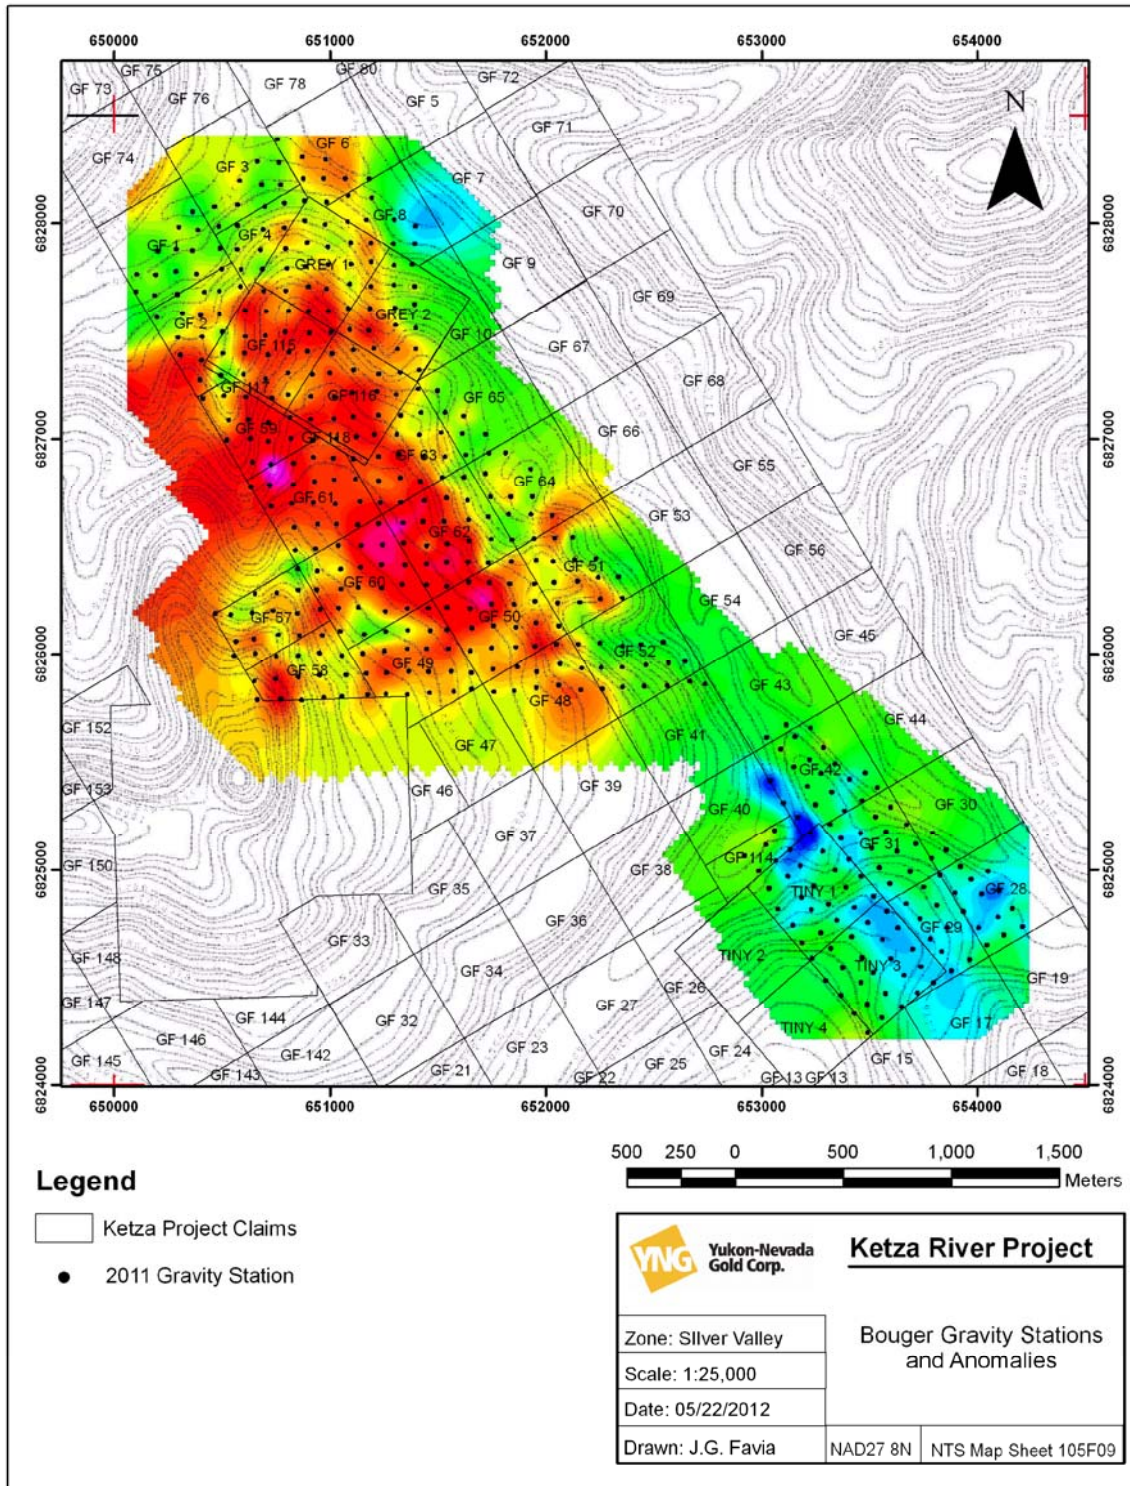 650000 651000 652000 653000 654000
GF 75 GF 80 GF 72
GF 73 GF 76 GF 78 GF 5
GF 71
GF 74 GF 3 GF 6 GF 7
N
GF 70
6828000 GF 1 GF 4 GF 8 6828000
GREY 1 GF 9
GF 69
GF 2 GREY 2 GF 10
GF 115 GF 67
GF 68
GF 116 GF 65
6827000 GF 59 GF 118 GF 63 GF 66 6827000
GF 55
GF 61 GF 64
GF 62 GF 53
GF 56
GF 60 GF 51
GF 57 GF 50 GF 54
GF 45
6826000 GF 58 GF 49 GF 52 6826000
GF 43
GF 48
GF 152 GF 47 GF 41 GF 44
GF 42
GF 153 GF 46 GF 39 GF 40 GF 30
GF 37 GF 31
6825000 GF 150 GF 38 GF 114 6825000
GF 35 TINY 1 GF 28
GF 36 GF 29
GF 33
GF 148 GF 34 TINY 2 TINY 3
GF 26 GF 19
GF 147 GF 144 GF 32 GF 27 GF 17
TINY 4
GF 146 GF 142 GF 23 GF 24 GF 15
GF 145 GF 143 GF 21 GF 22 GF 25 GF 13 GF 13 GF 18
6824000 6824000
650000 651000 652000 653000 654000
500 250 0 500 1,000 1,500
Meters
Legend
Ketza Project Claims
2011 Gravity Station
YNG Yukon-Nevada
Gold Corp.
Ketza River Project
Zone: SIlver Valley
Bouger Gravity Stations
and Anomalies
Scale: 1:25,000
Date: 05/22/2012
Drawn: J.G. Favia
NAD27 8N
NTS Map Sheet 105F09